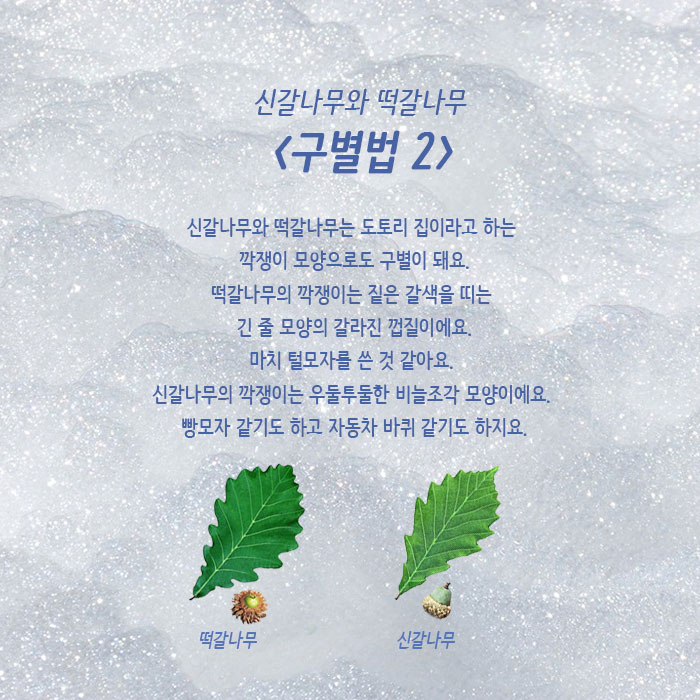 신갈나무와 떡갈나무
<구별법 2>
신갈나무와 떡갈나무는 도토리 집이라고 하는
깍쟁이 모양으로도 구별이 돼요.
떡갈나무의 깍쟁이는 짙은 갈색을 띠는
긴 줄 모양의 갈라진 껍질이에요.
마치 털모자를 쓴 것 같아요.
신갈나무의 깍쟁이는 우둘투둘한 비늘조각 모양이에요.
빵모자 같기도 하고 자동차 바퀴 같기도 하지요.
떡갈나무
신갈나무